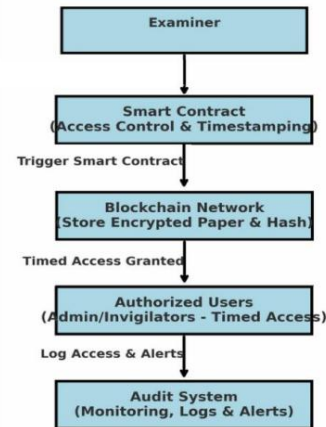 Examiner
Smart Contract
(Access Control & Timestamping)
Trigger Smart Contract
Blockchain Network
(Store Encrypted Paper & Hash)
Timed Access Granted
Authorized Users
(Admin/Invigilators - Timed Access)
Log Access & Alerts
Audit System
(Monitoring, Logs & Alerts)